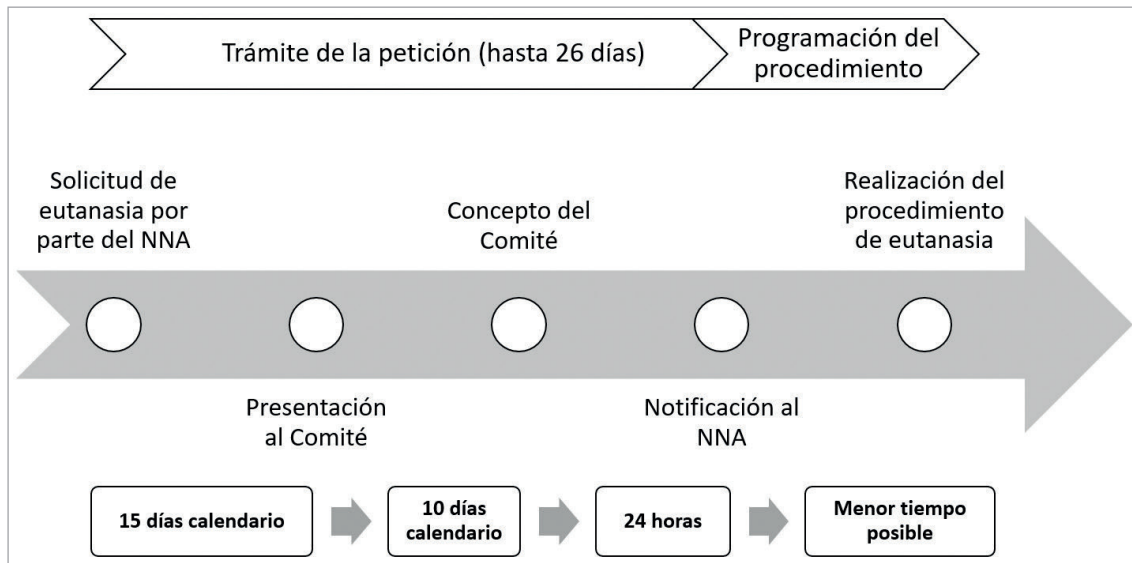 Trámite de la petición (hasta 26 días)
Programación del
procedimiento
Solicitud de
eutanasia por
parte del NNA
Concepto del
Comité
Realización del
procedimiento
de eutanasia
Presentación
al Comité
Notificación al
NNA
15 días calendario
10 días
calendario
24 horas
Menor tiempo
posible